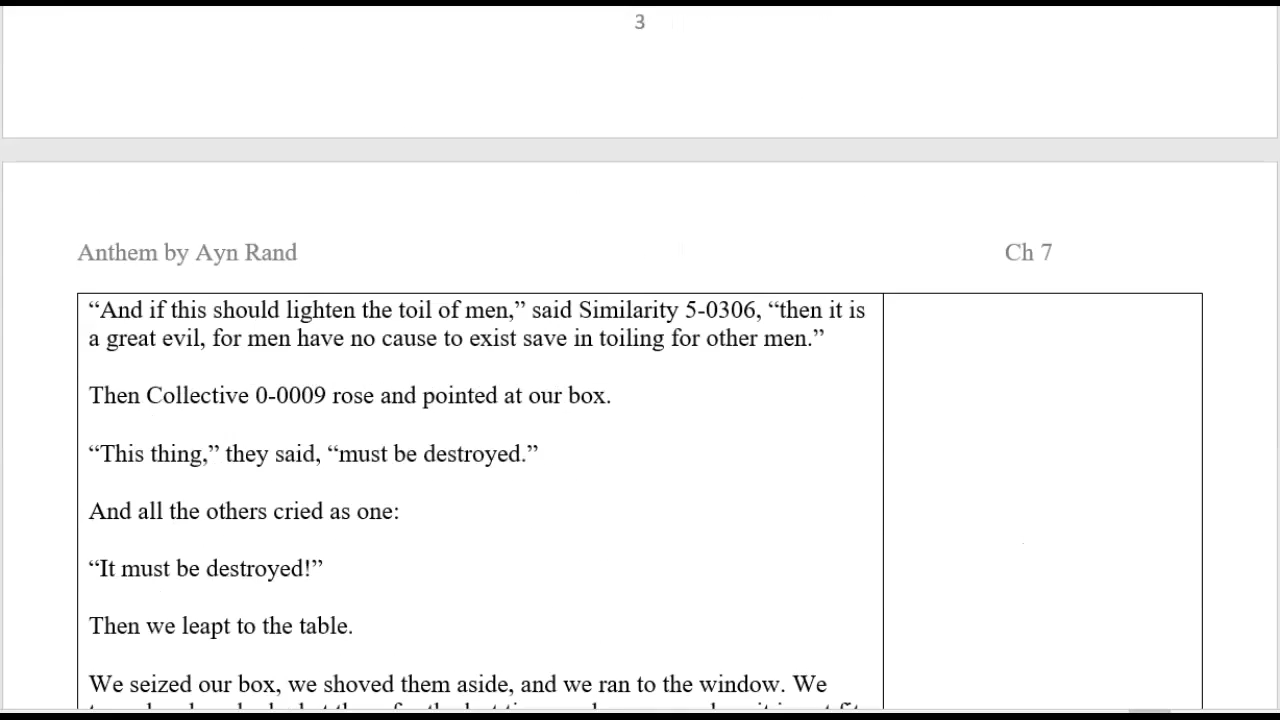 3
Anthem by Ayn Rand
Ch 7
“And if this should lighten the toil of men,” said Similarity 5-0306, “then it is
a great evil, for men have no cause to exist save in toiling for other men.”
Then Collective 0-0009 rose and pointed at our box.
“This thing,” they said, “must be destroyed.”
And all the others cried as one:
“It must be destroyed!”
Then we leapt to the table.
We seized our box, we shoved them aside, and we ran to the window. We